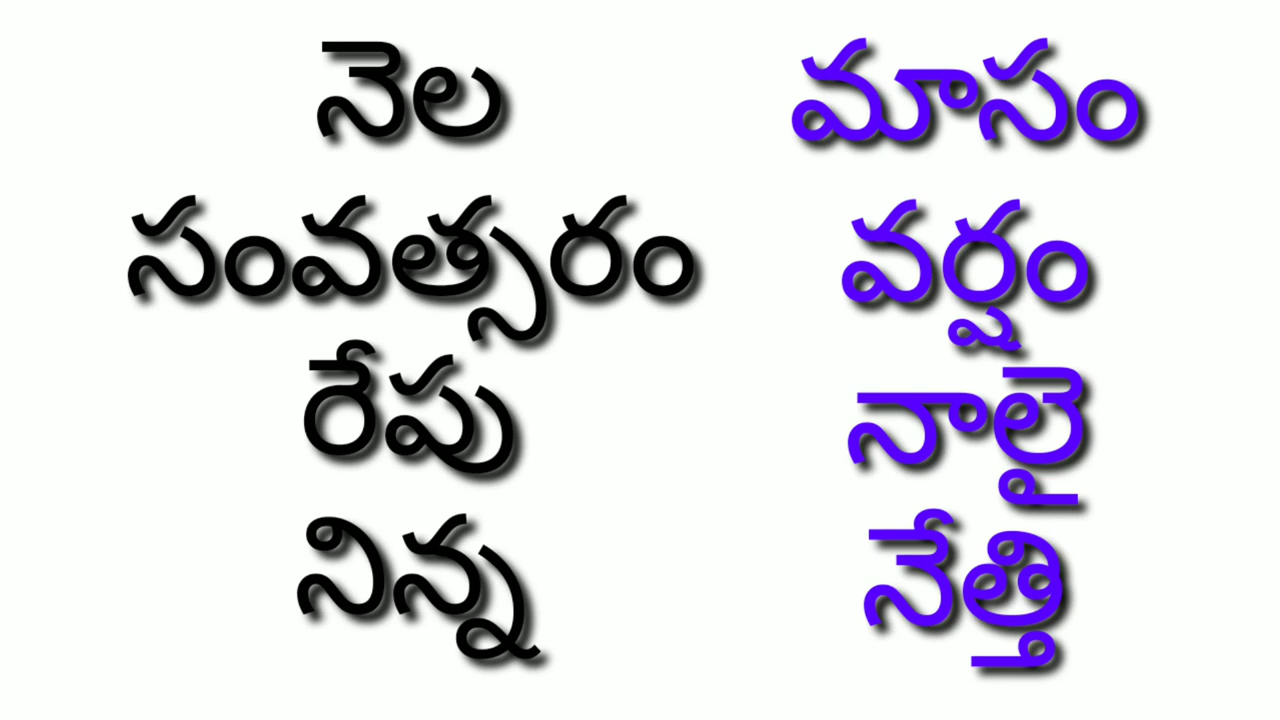 నెల మాసం
సంవత్సరం వర్షం
రేపు నాలై
నిన్న నేత్తి